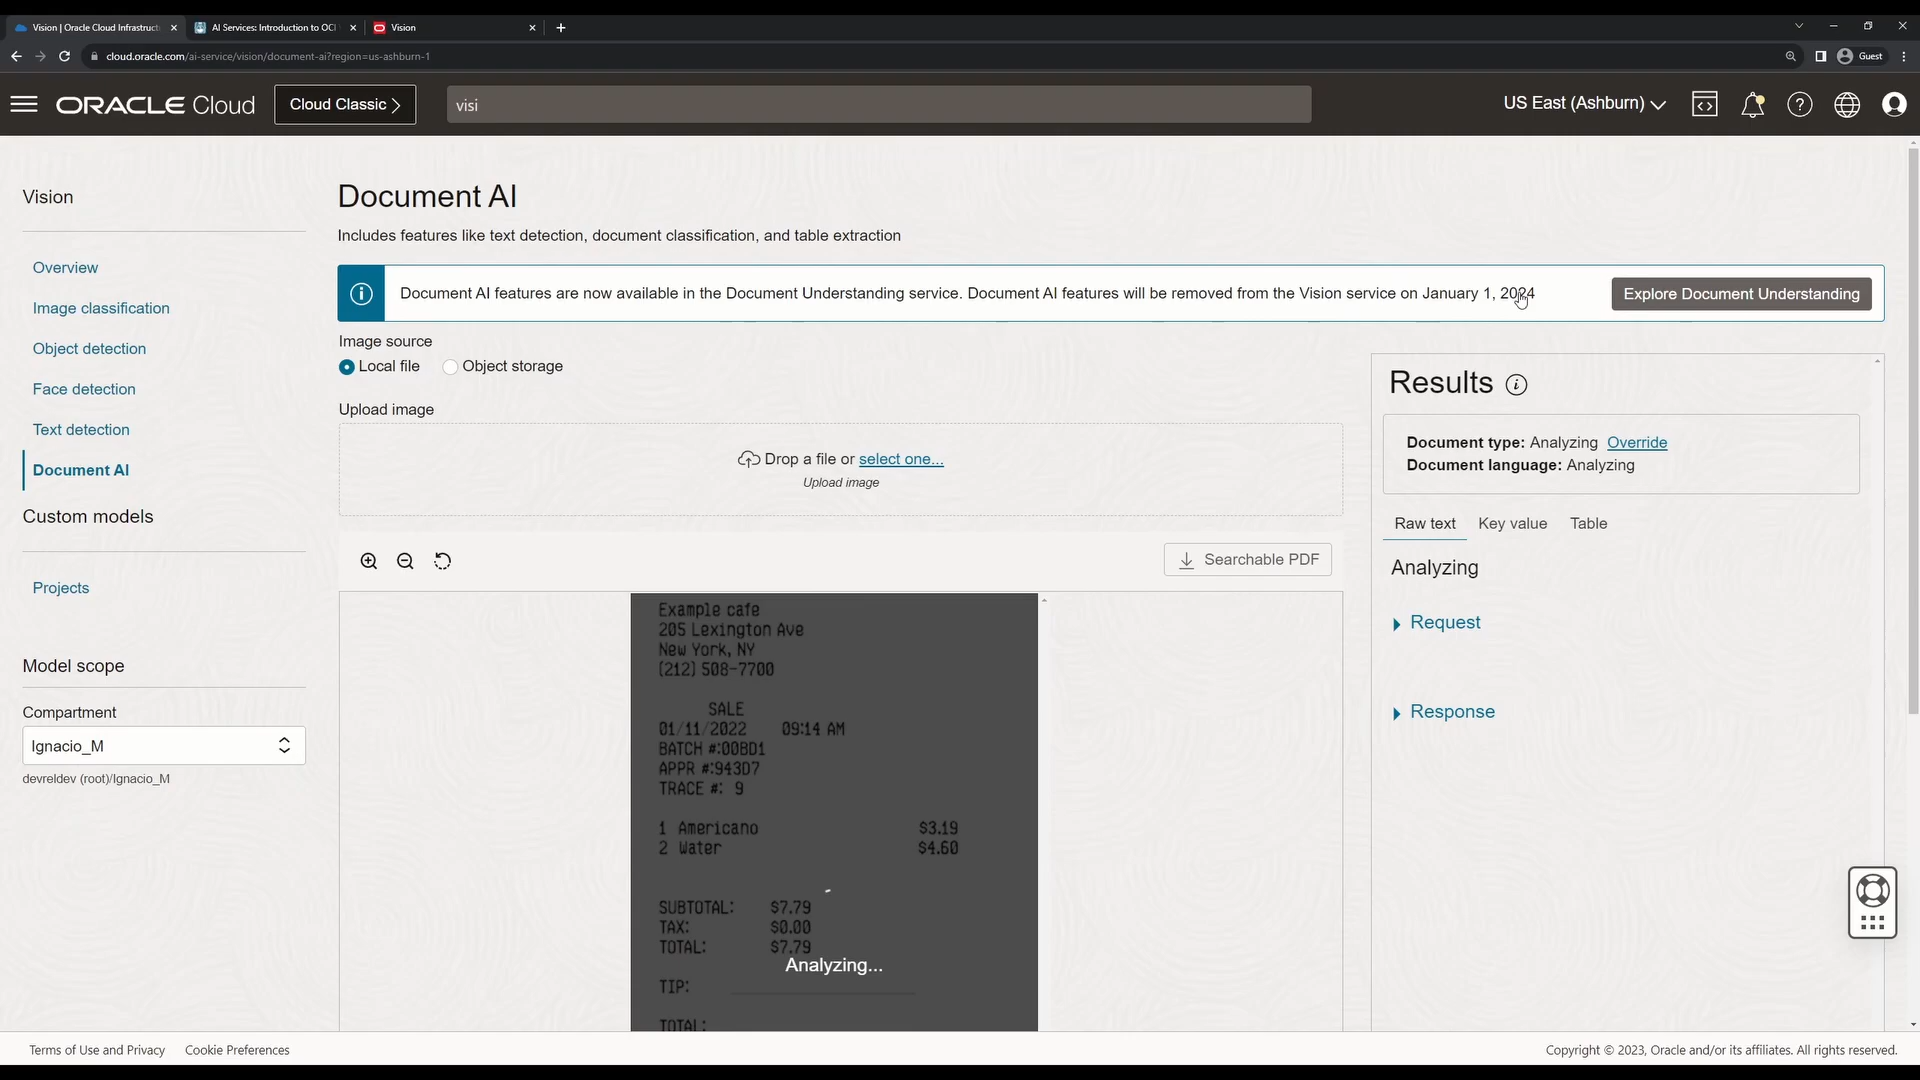 Vision | Oracle Cloud Infrastructu
AI Services: Introduction to OCI V
Vision
cloud.oracle.com/ai-service/vision/document-ai?region=us-ashburn-1
Guest
ORACLE Cloud
Cloud Classic
visi
US East (Ashburn)
Vision
Overview
Image classification
Object detection
Face detection
Text detection
Document AI
Custom models
Projects
Model scope
Compartment
Ignacio_M
devreldev (root)/Ignacio_M
Document AI
Includes features like text detection, document classification, and table extraction
Document AI features are now available in the Document Understanding service. Document AI features will be removed from the Vision service on January 1, 2024
Explore Document Understanding
Image source
Local file
Object storage
Upload image
Drop a file or select one...
Upload image
Searchable PDF
Example cafe
205 Lexington Ave
New York, NY
(212) 508-7700
SALE
01/11/2022 09:14 AM
BATCH #:00BD1
APPR #:943D7
TRACE #: 9
1 Americano $3.19
2 Water $4.60
SUBTOTAL: $7.79
TAX: $0.00
TOTAL: $7.79
Analyzing...
TIP:
TOTAL:
Results
Document type: Analyzing Override
Document language: Analyzing
Raw text
Key value
Table
Analyzing
Request
Response
Terms of Use and Privacy
Cookie Preferences
Copyright © 2023, Oracle and/or its affiliates. All rights reserved.